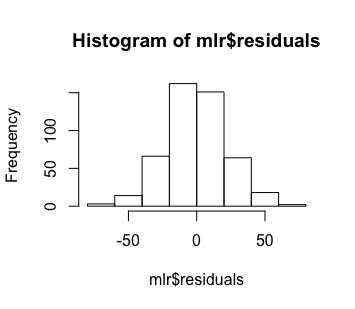 Histogram of mlr$residuals
Frequency
0 50 100
-50 0 50
mlr$residuals